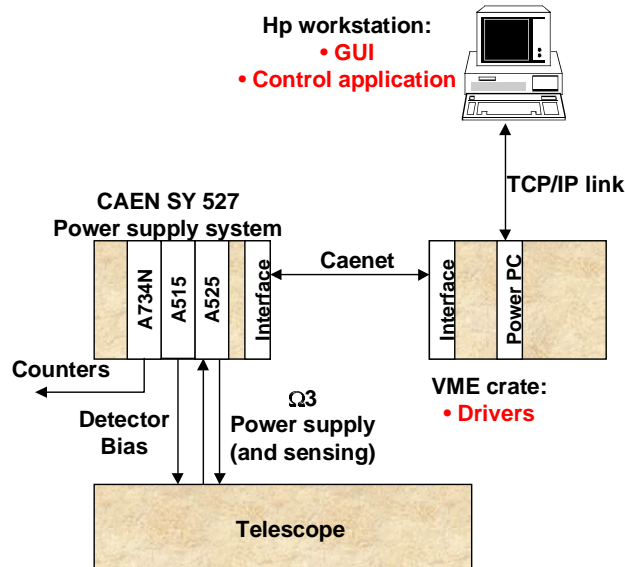 Hp workstation:
• GUI
• Control application
TCP/IP link
CAEN SY 527
Power supply system
A734N
A515
A525
Interface
Caenet
Interface
Power PC
Counters
Detector
Bias
Ω3
Power supply
(and sensing)
VME crate:
• Drivers
Telescope